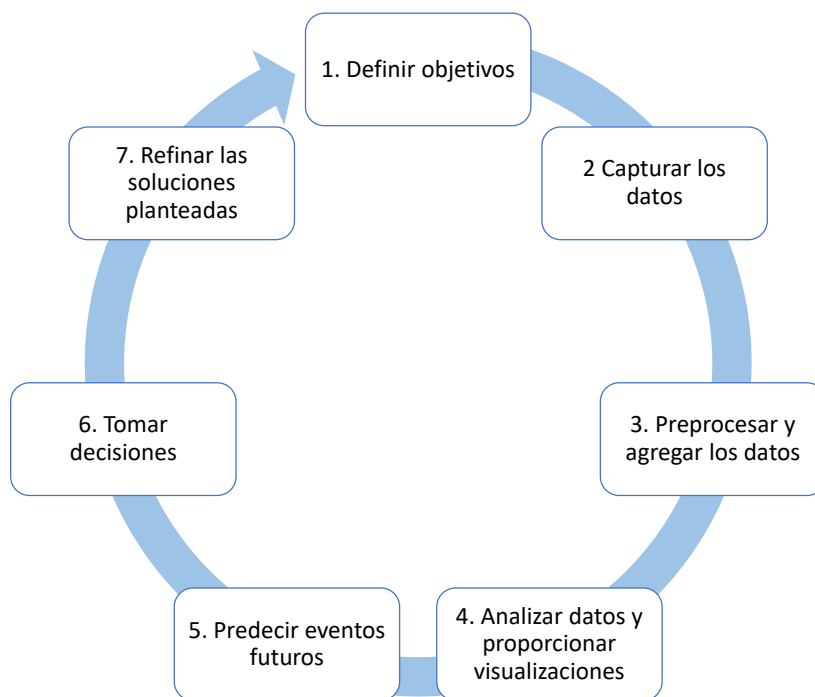 1. Definir objetivos
2 Capturar los
datos
3. Preprocesar y
agregar los datos
4. Analizar datos y
proporcionar
visualizaciones
5. Predecir eventos
futuros
6. Tomar
decisiones
7. Refinar las
soluciones
planteadas